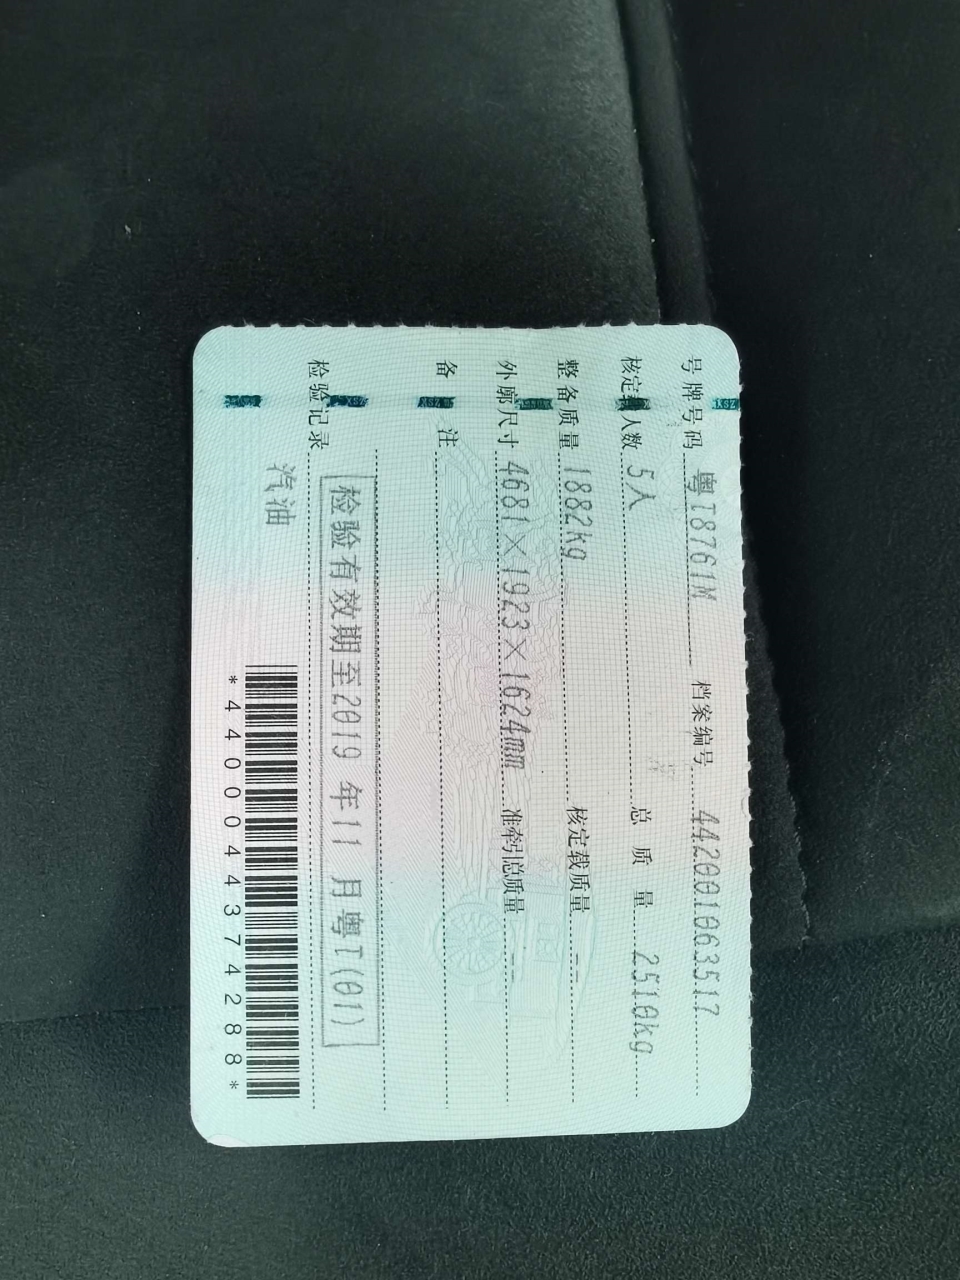 号牌号码 粤T8761M 档案编号 442001063517
核定载人数 5人 总质量 2510kg
整备质量 1882kg 核定载质量 --
外廓尺寸 4681×1923×1624mm 准牵引总质量 --
备注
检验记录 检验有效期至2019年11月粤T(01)
汽油
*4400044374288*